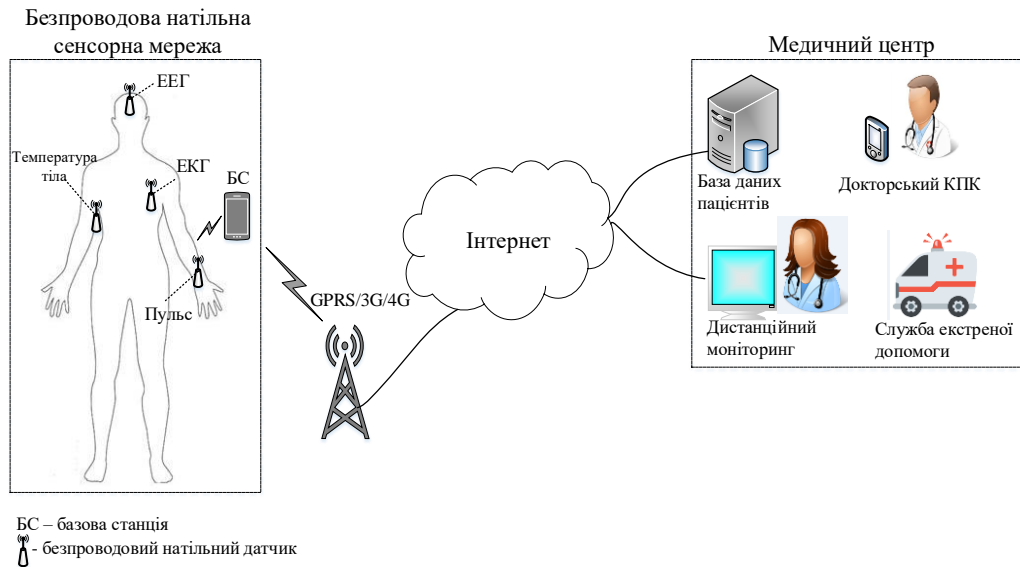 Безпроводова натільна
сенсорна мережа
ЕЕГ
Температура
тіла
ЕКГ
БС
Пульс
GPRS/3G/4G
Інтернет
Медичний центр
База даних
пацієнтів
Докторський КПК
Дистанційний
моніторинг
Служба екстреної
допомоги
БС – базова станція
- безпроводовий натільний датчик